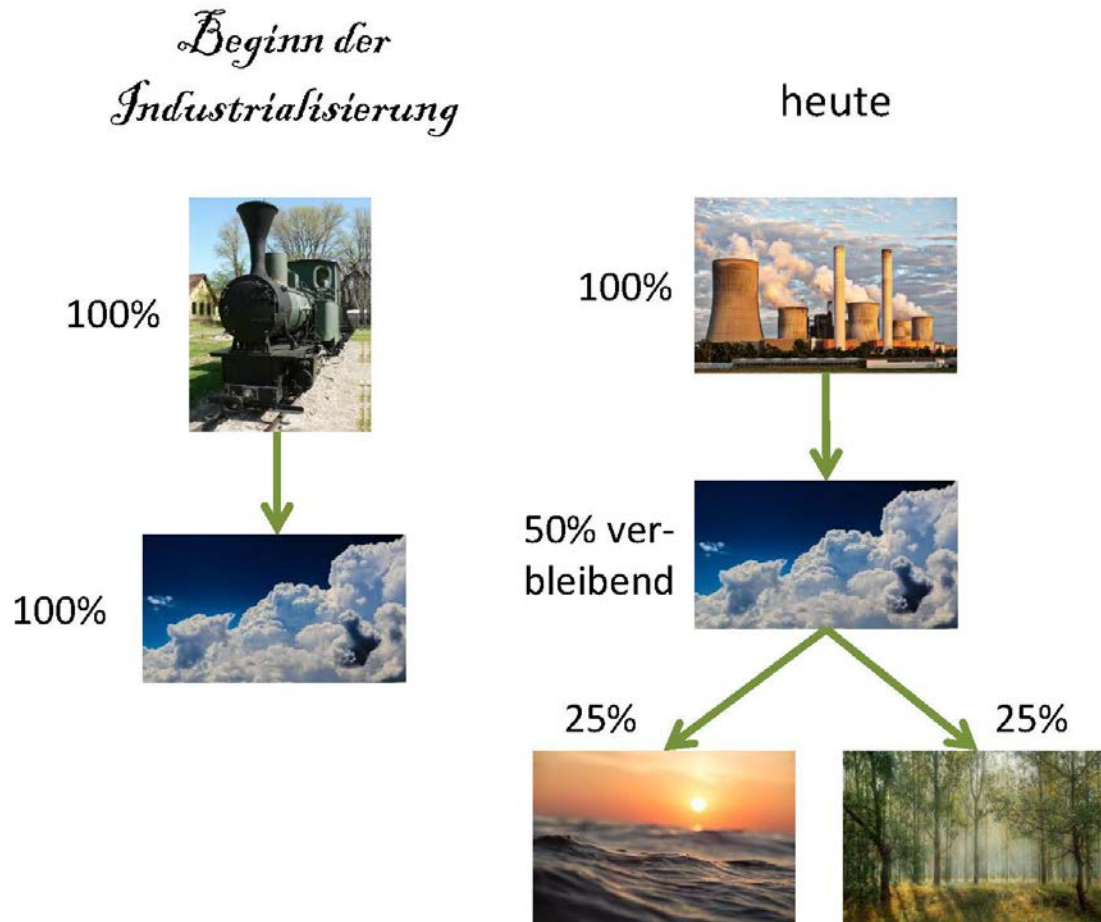 Beginn der
Industrialisierung
heute
100%
100%
100%
50% ver-
bleibend
25%
25%